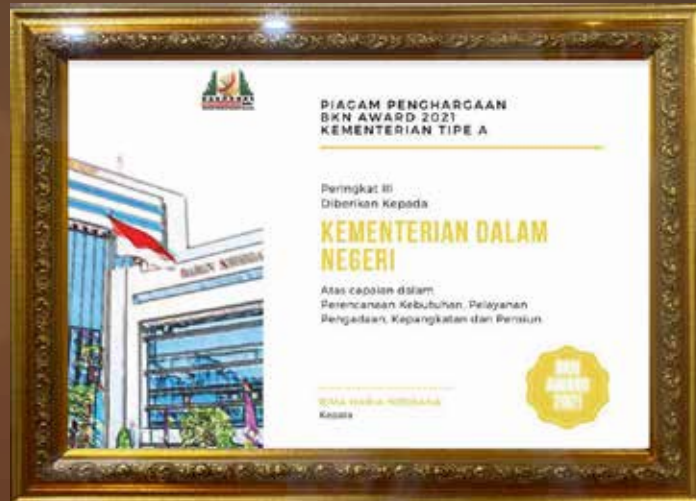 PIAGAM PENGHARGAAN
BKN AWARD 2021
KEMENTERIAN TIPE A
Peringkat III
Diberikan Kepada
KEMENTERIAN DALAM
NEGERI
Atas capaian dalam
Perencanaan Kebutuhan, Pelayanan
Pengadaan, Kepangkatan dan Pensiun
BIMA HARIA WIBISANA
Kepala
BKN
AWARD
2021